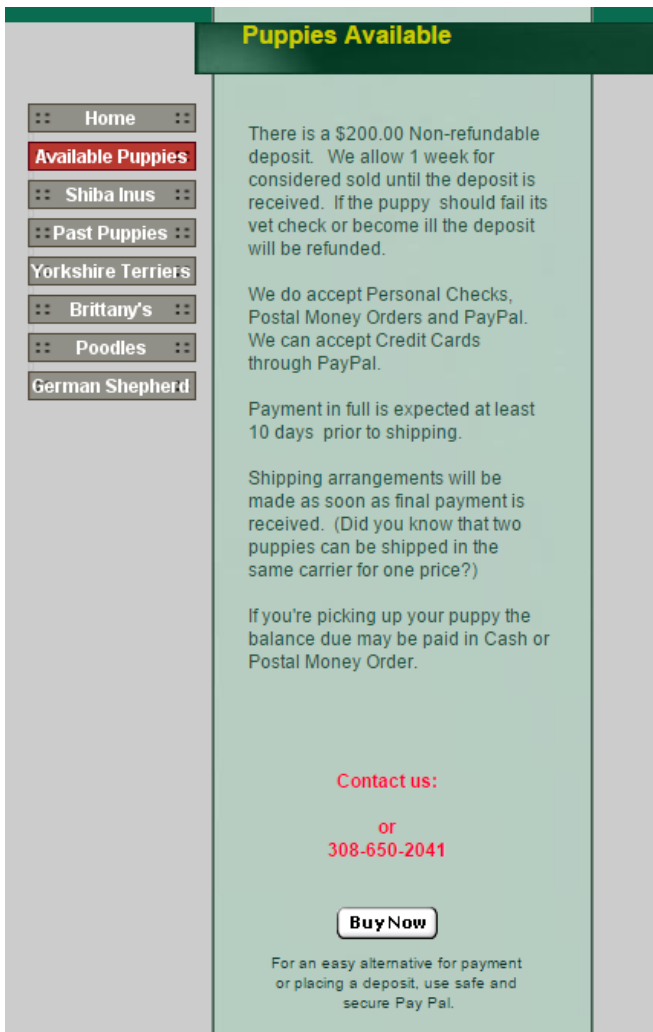 Puppies Available
Home
Available Puppies
Shiba Inus
Past Puppies
Yorkshire Terriers
Brittany's
Poodles
German Shepherd
There is a $200.00 Non-refundable
deposit.   We allow 1 week for
considered sold until the deposit is
received.  If the puppy  should fail its
vet check or become ill the deposit
will be refunded.
We do accept Personal Checks,
Postal Money Orders and PayPal.
We can accept Credit Cards
through PayPal.
Payment in full is expected at least
10 days  prior to shipping.
Shipping arrangements will be
made as soon as final payment is
received.  (Did you know that two
puppies can be shipped in the
same carrier for one price?)
If you're picking up your puppy the
balance due may be paid in Cash or
Postal Money Order.
Contact us:
or
308-650-2041
Buy Now
For an easy alternative for payment
or placing a deposit, use safe and
secure Pay Pal.